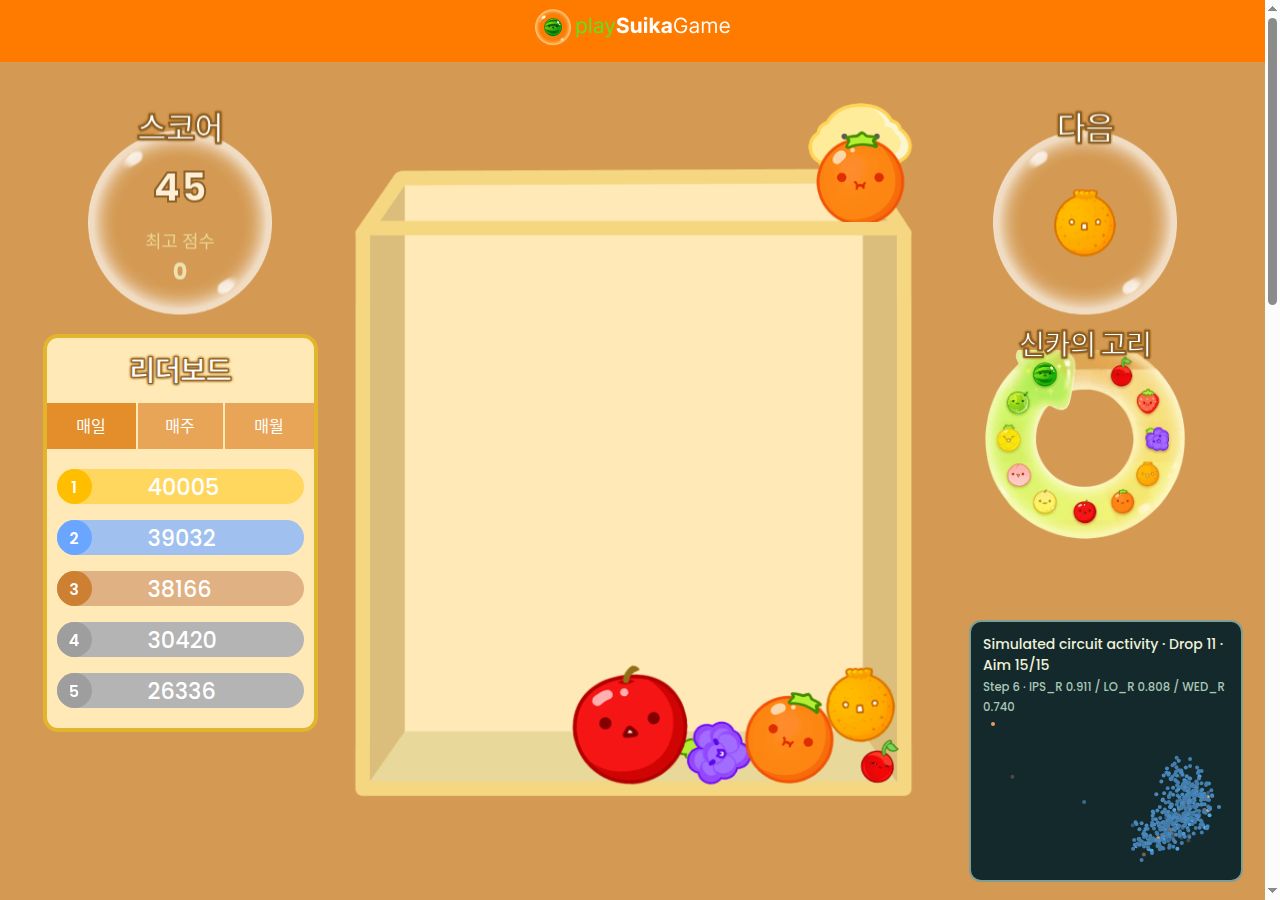 playSuikaGame
스코어
45
최고 점수
0
리더보드
매일 매주 매월
1 40005
2 39032
3 38166
4 30420
5 26336
다음
신카의 고리
Simulated circuit activity · Drop 11 ·
Aim 15/15
Step 6 · IPS_R 0.911 / LO_R 0.808 / WED_R
0.740